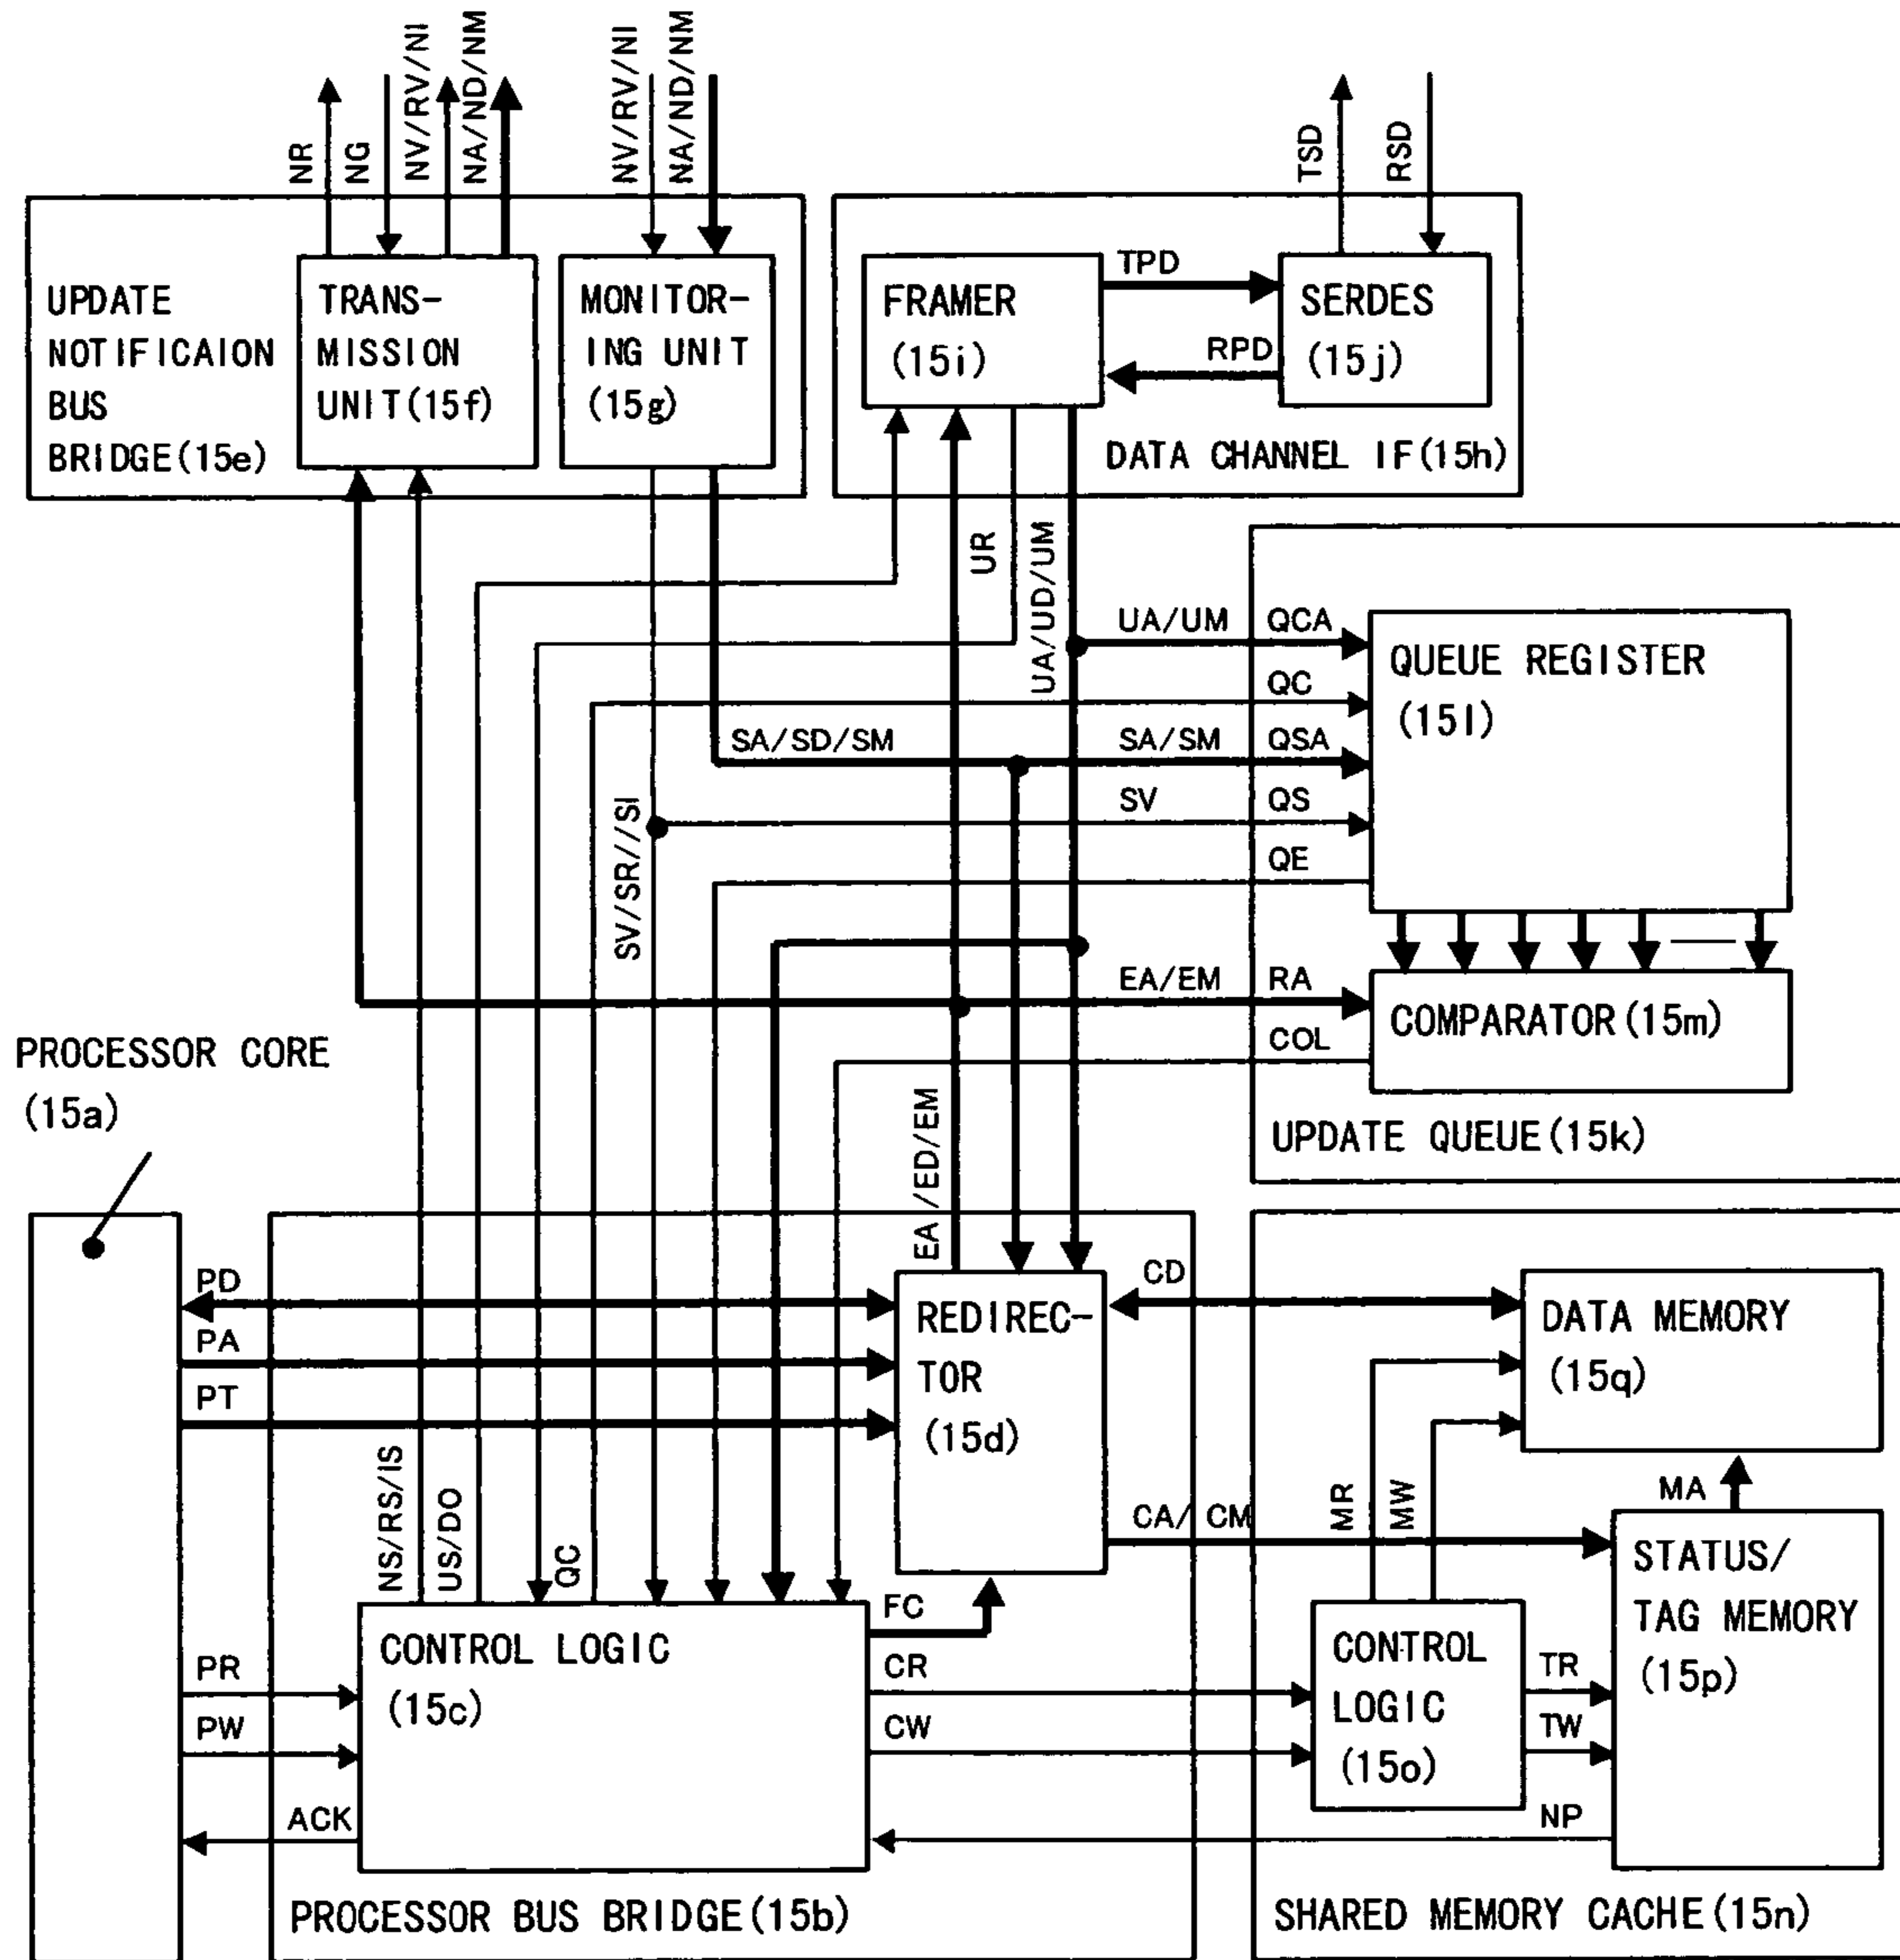 NR
NG
NV/RV/NI
NA/ND/NM
NV/RV/NI
NA/ND/NM
TSD
RSD
UPDATE
NOTIFICAION
BUS
BRIDGE(15e)
TRANS-
MISSION
UNIT(15f)
MONITOR-
ING UNIT
(15g)
FRAMER
(15i)
TPD
RPD
SERDES
(15j)
DATA CHANNEL IF(15h)
UR
UA/UD/UM
UA/UM
QCA
QC
SA/SD/SM
SA/SM
QSA
SV
QS
QE
SV/SR//SI
QUEUE REGISTER
(15l)
EA/EM
RA
COL
COMPARATOR(15m)
UPDATE QUEUE(15k)
PROCESSOR CORE
(15a)
EA/ED/EM
PD
PA
PT
REDIREC-
TOR
(15d)
CD
DATA MEMORY
(15q)
MR
MW
MA
CA/ CM
STATUS/
TAG MEMORY
(15p)
NS/RS/IS
US/DO
QC
FC
CONTROL LOGIC
(15c)
PR
PW
ACK
CR
CW
CONTROL
LOGIC
(15o)
TR
TW
NP
PROCESSOR BUS BRIDGE(15b)
SHARED MEMORY CACHE(15n)